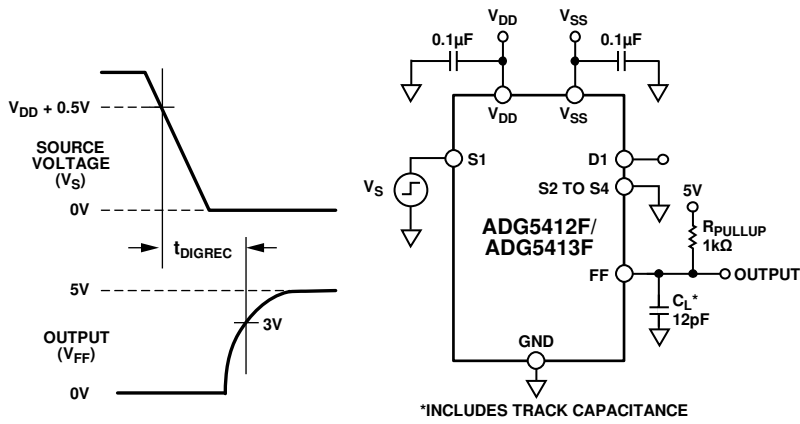 V_DD + 0.5V
SOURCE
VOLTAGE
(V_S)
0V
t_DIGREC
5V
OUTPUT
(V_FF)
3V
0V
V_DD
V_SS
0.1µF
0.1µF
V_DD
V_SS
S1
D1
V_S
S2 TO S4
5V
ADG5412F/
ADG5413F
R_PULLUP
1kΩ
FF
OUTPUT
C_L*
12pF
GND
*INCLUDES TRACK CAPACITANCE